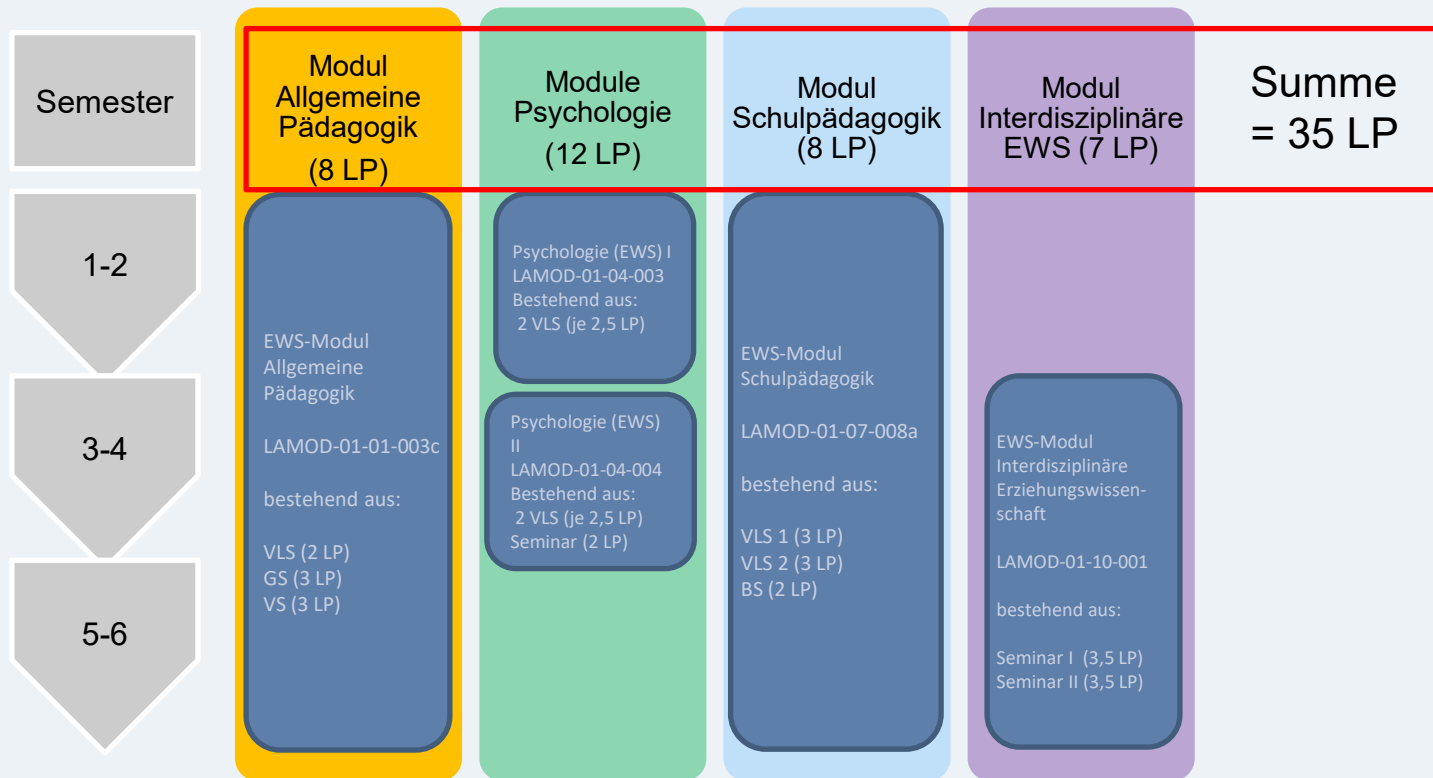 Semester
Modul
Allgemeine
Pädagogik
(8 LP)
Module
Psychologie
(12 LP)
Modul
Schulpädagogik
(8 LP)
Modul
Interdisziplinäre
EWS (7 LP)
Summe
= 35 LP
1-2
3-4
5-6
EWS-Modul
Allgemeine
Pädagogik
LAMOD-01-01-003c
bestehend aus:
VLS (2 LP)
GS (3 LP)
VS (3 LP)
Psychologie (EWS) I
LAMOD-01-04-003
Bestehend aus:
2 VLS (je 2,5 LP)
Psychologie (EWS)
II
LAMOD-01-04-004
Bestehend aus:
2 VLS (je 2,5 LP)
Seminar (2 LP)
EWS-Modul
Schulpädagogik
LAMOD-01-07-008a
bestehend aus:
VLS 1 (3 LP)
VLS 2 (3 LP)
BS (2 LP)
EWS-Modul
Interdisziplinäre
Erziehungswissen-
schaft
LAMOD-01-10-001
bestehend aus:
Seminar I (3,5 LP)
Seminar II (3,5 LP)